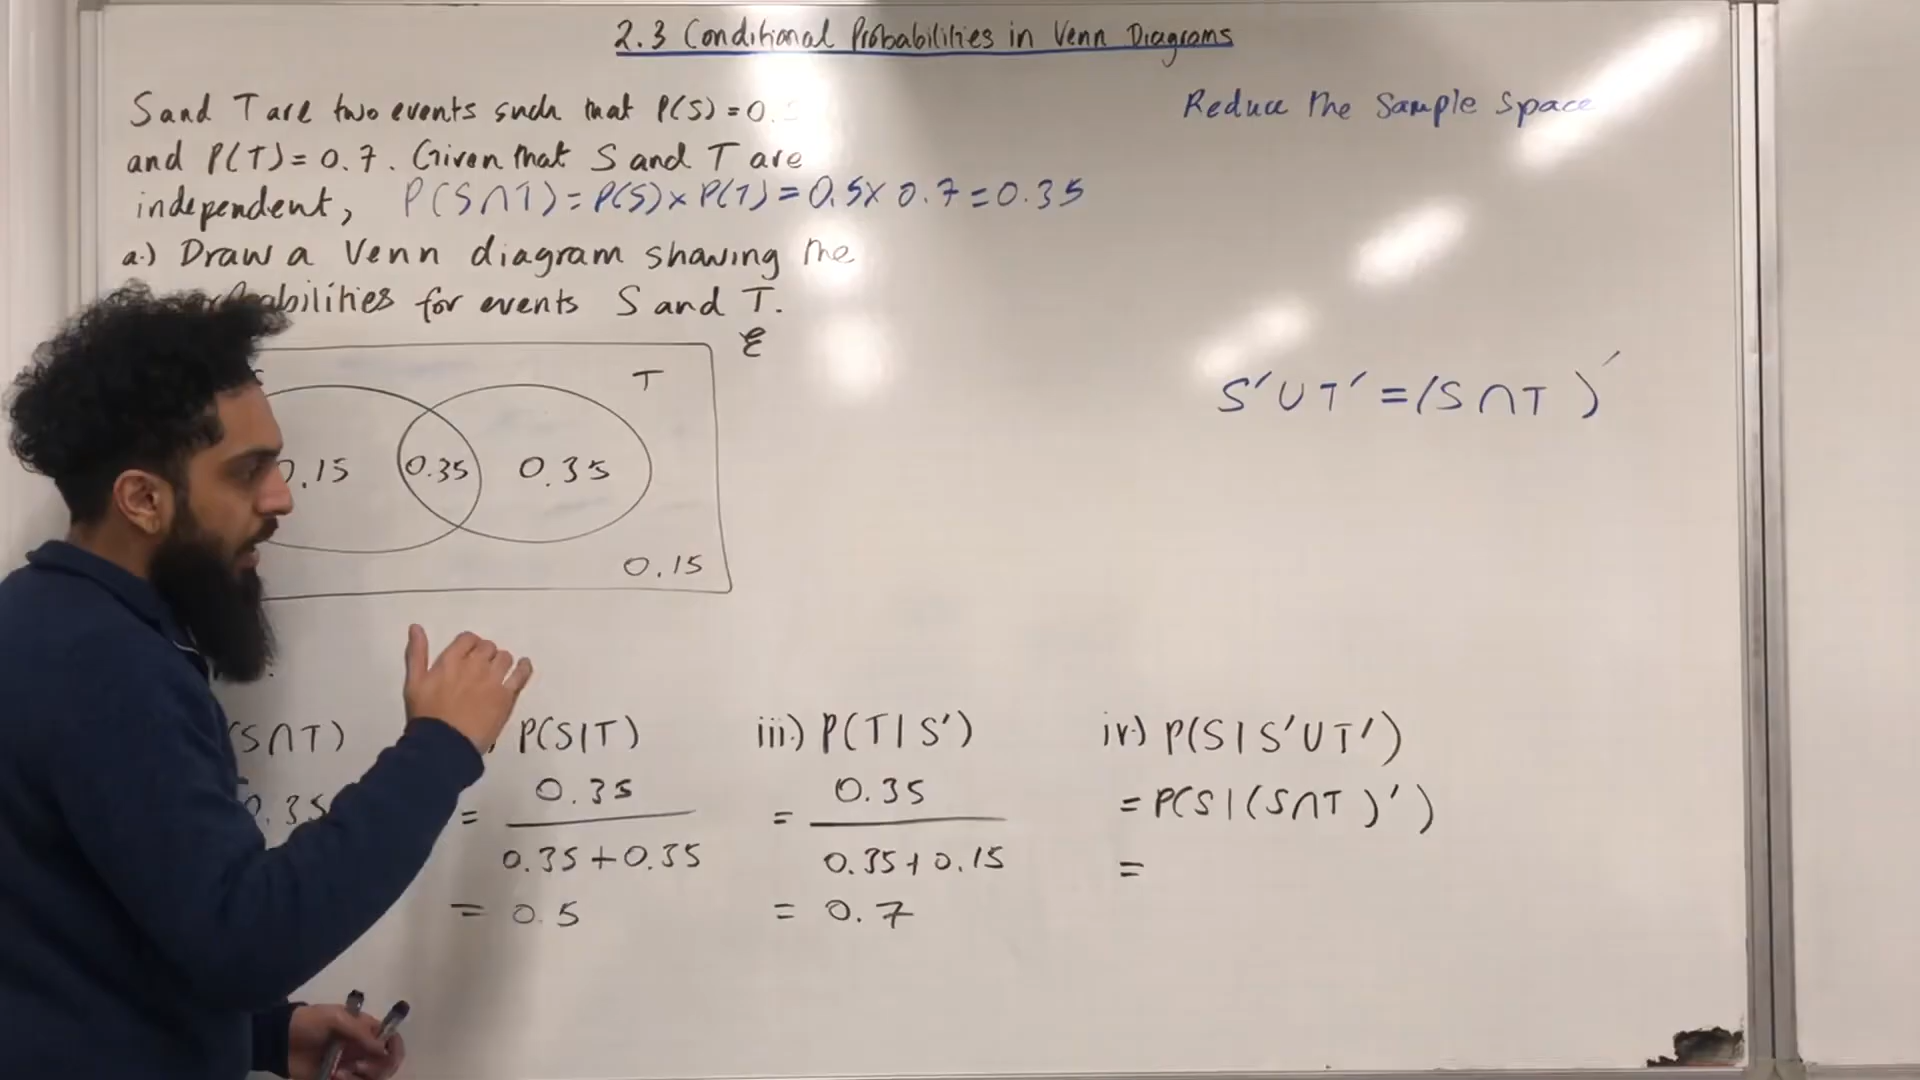 2.3 Conditional Probabilities in Venn Diagrams
S and T are two events such that P(S) = 0.
Reduce the Sample Space
and P(T) = 0.7. Given that S and T are
independent, P(S∩T) = P(S) × P(T) = 0.5 × 0.7 = 0.35
a.) Draw a Venn diagram showing the
for events S and T.
ξ
T
S′∪T′ = (S∩T)′
0.15 0.35 0.35
0.15
(S∩T)
0.35
P(S|T)
= 0.35
0.35 + 0.35
= 0.5
iii.) P(T|S′)
= 0.35
0.35 + 0.15
= 0.7
iv.) P(S|S′∪T′)
= P(S|(S∩T)′)
=